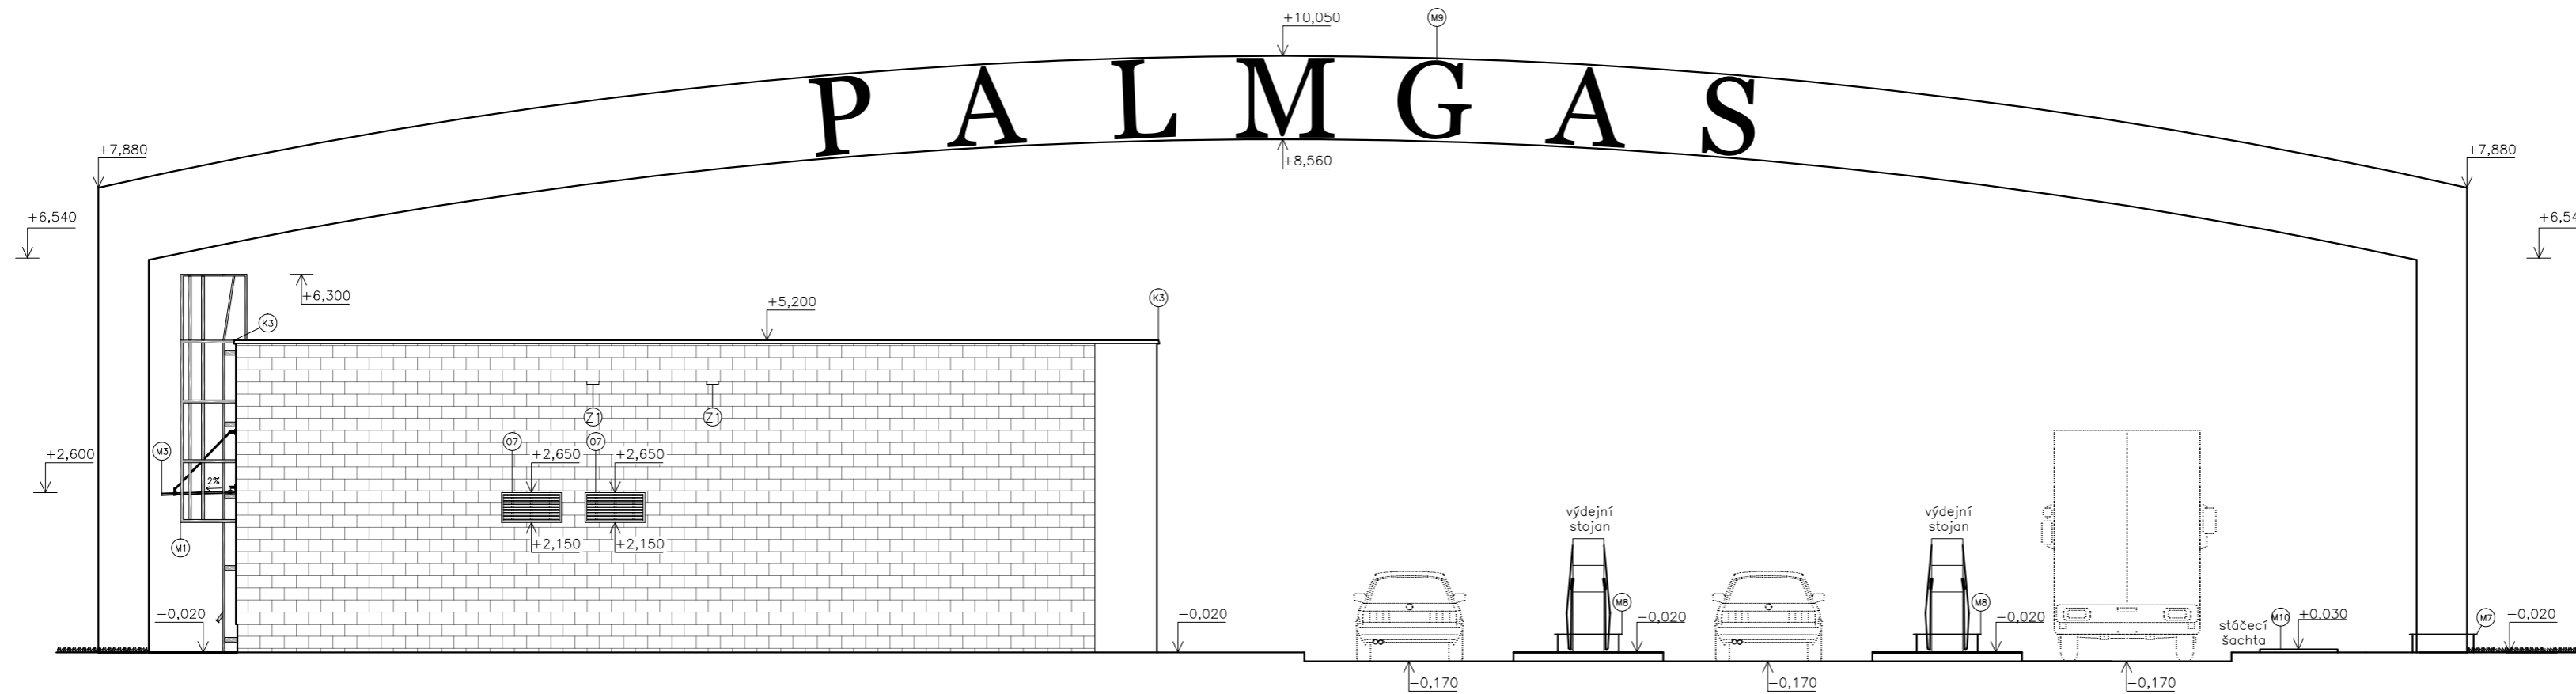 +10,050
M9
PALMGAS
+7,880
+8,560
+7,880
+6,540
+6,54
+6,300
+5,200
K3
K3
Z1
Z1
M3
+2,600
2%
07
07
+2,650
+2,650
M1
+2,150
+2,150
výdejní
stojan
výdejní
stojan
M8
M8
-0,020
-0,020
-0,020
-0,020
stáčecí
šachta
M10
+0,030
M7
-0,020
-0,170
-0,170
-0,170